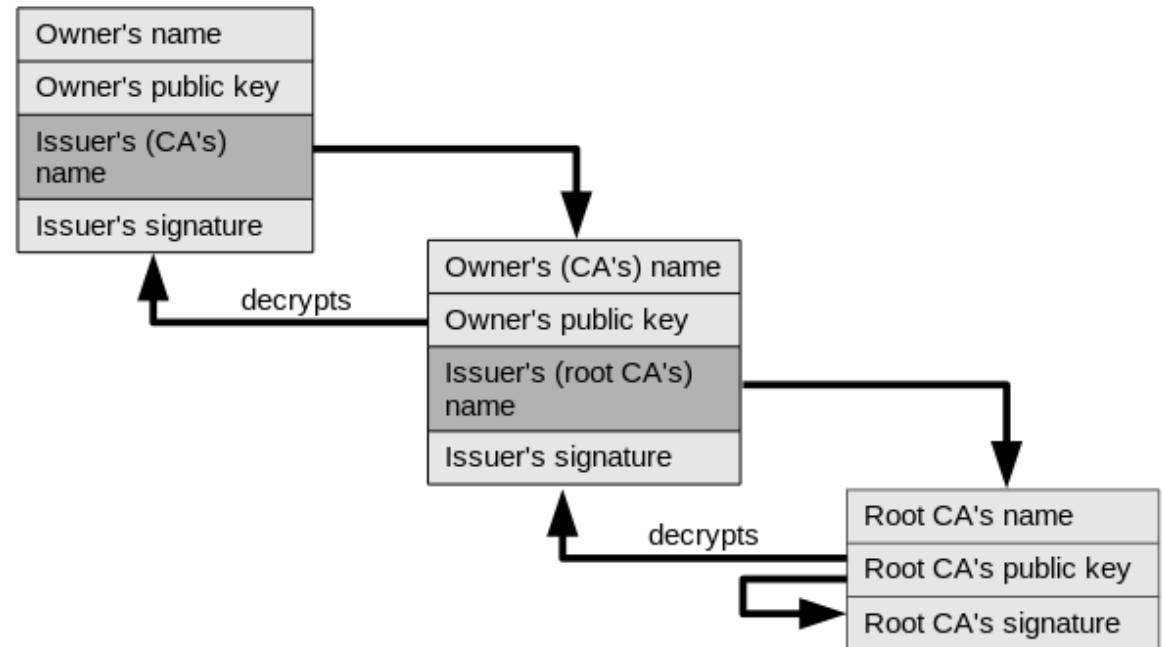 Owner's name
Owner's public key
Issuer's (CA's)
name
Issuer's signature
decrypts
Owner's (CA's) name
Owner's public key
Issuer's (root CA's)
name
Issuer's signature
decrypts
Root CA's name
Root CA's public key
Root CA's signature